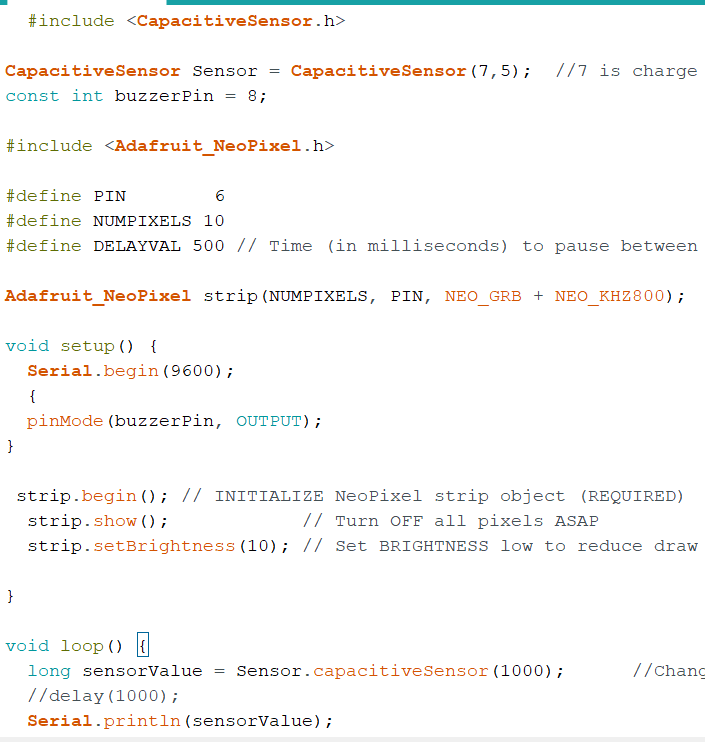 #include <CapacitiveSensor.h>
CapacitiveSensor Sensor = CapacitiveSensor(7,5);  //7 is charge
const int buzzerPin = 8;
#include <Adafruit_NeoPixel.h>
#define PIN        6
#define NUMPIXELS 10
#define DELAYVAL 500 // Time (in milliseconds) to pause between
Adafruit_NeoPixel strip(NUMPIXELS, PIN, NEO_GRB + NEO_KHZ800);
void setup() {
  Serial.begin(9600);
  {
  pinMode(buzzerPin, OUTPUT);
}
 strip.begin(); // INITIALIZE NeoPixel strip object (REQUIRED)
  strip.show();            // Turn OFF all pixels ASAP
  strip.setBrightness(10); // Set BRIGHTNESS low to reduce draw
}
void loop() {
  long sensorValue = Sensor.capacitiveSensor(1000);      //Chang
  //delay(1000);
  Serial.println(sensorValue);